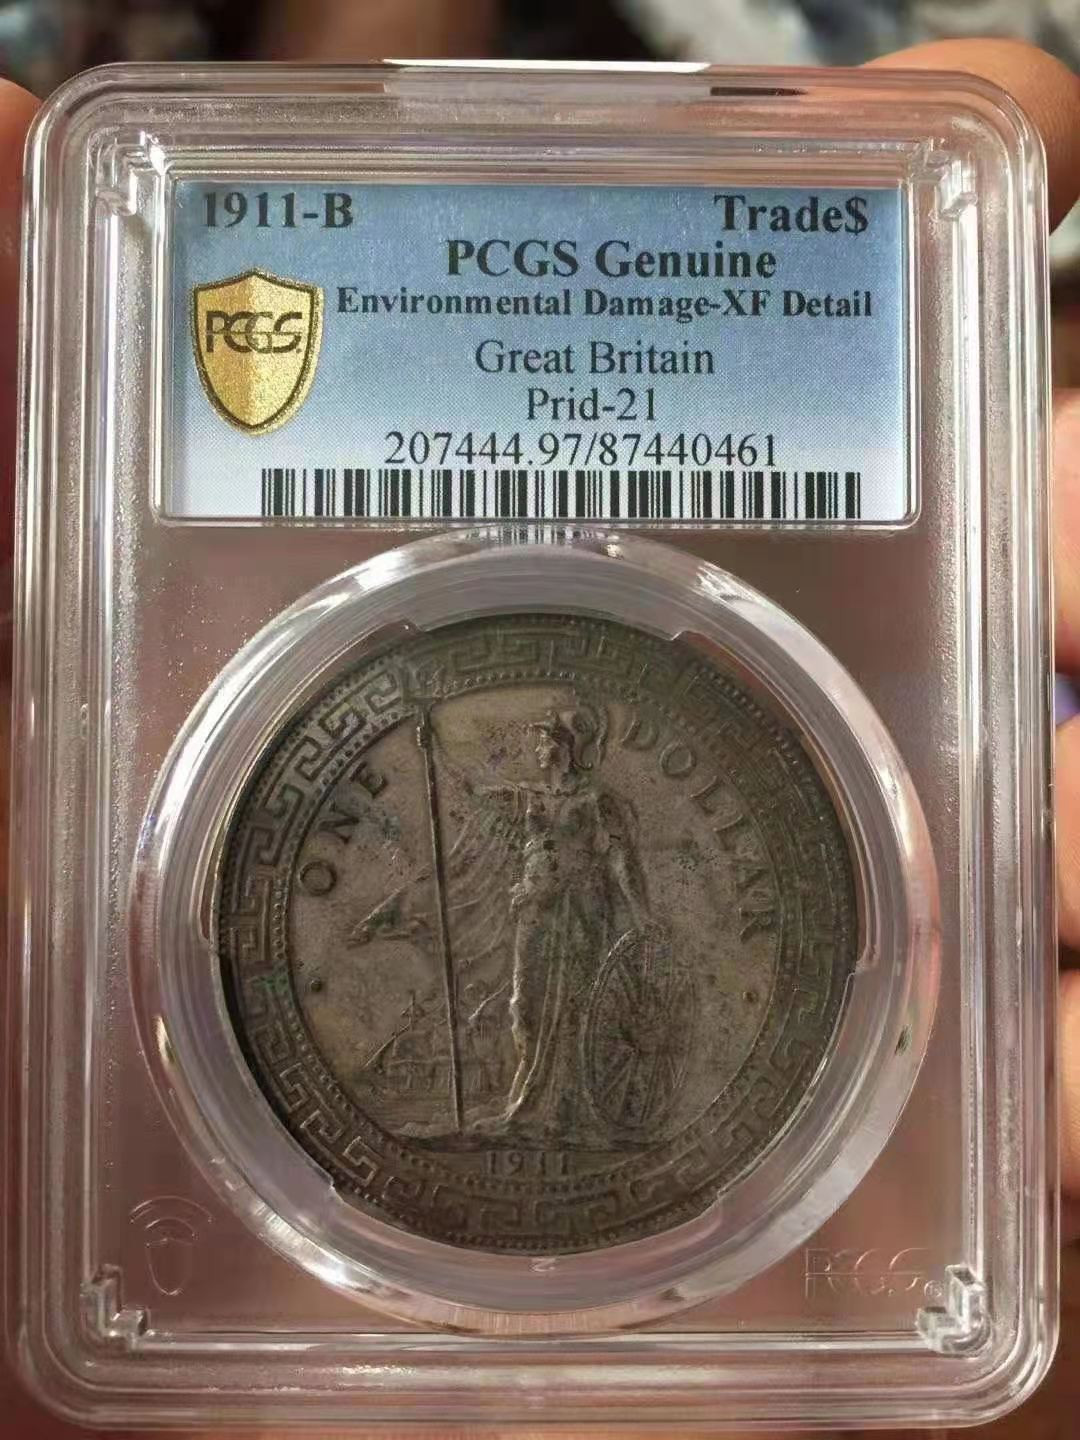 1911-B Trade$
PCGS Genuine
Environmental Damage-XF Detail
PCGS
Great Britain
Prid-21
207444.97/87440461
ONE DOLLAR
1911
PCGS